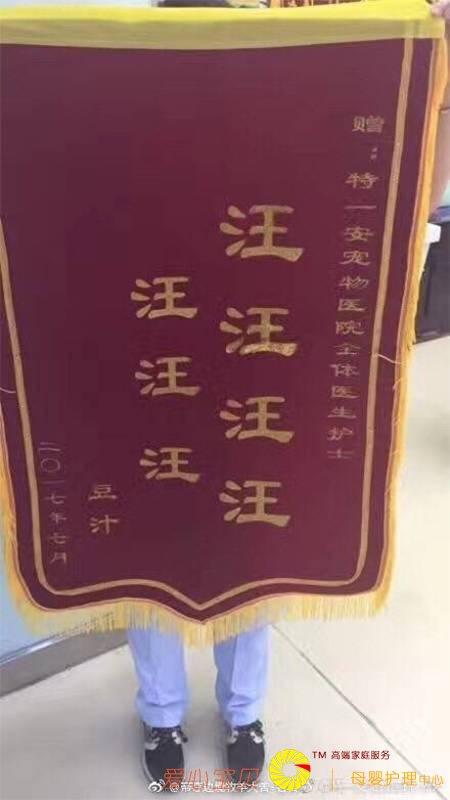 赠：
特一安宠物医院全体医生护士
汪汪汪汪
汪汪汪
豆汁
二〇一七年七月
爱心宝贝
TM 高端家庭服务
母婴护理中心